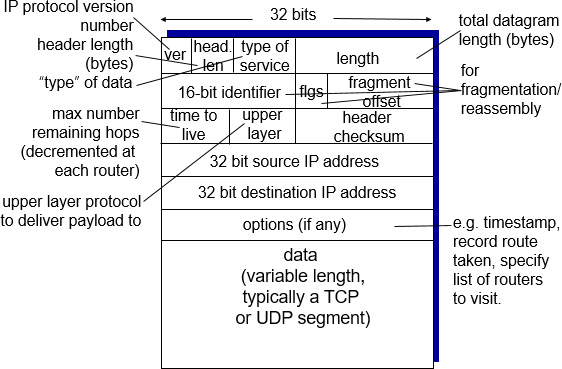 32 bits
IP protocol version
number
header length
(bytes)
“type” of data
total datagram
length (bytes)
ver
head.
len
type of
service
length
16-bit identifier
flgs
fragment
offset
for
fragmentation/
reassembly
max number
remaining hops
(decremented at
each router)
time to
live
upper
layer
header
checksum
32 bit source IP address
32 bit destination IP address
upper layer protocol
to deliver payload to
options (if any)
e.g. timestamp,
record route
taken, specify
list of routers
to visit.
data
(variable length,
typically a TCP
or UDP segment)